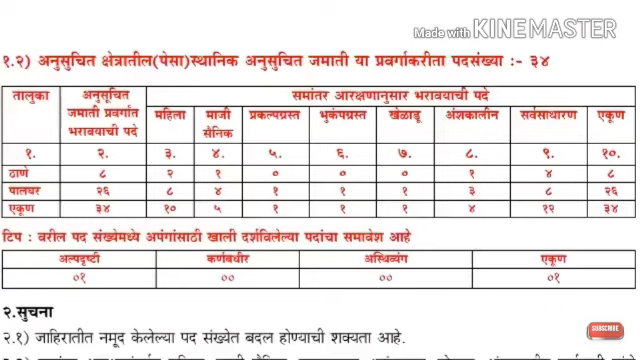 Made with KINEMASTER
१.२) अनुसुचित क्षेत्रातील(पेसा)स्थानिक अनुसुचित जमाती या प्रवर्गाकरीता पदसंख्या :- ३४
तालुका अनुसूचित जमाती प्रवर्गांत भरावयाची पदे समांतर आरक्षणानुसार भरावयाची पदे
महिला माजी सैनिक प्रकल्पग्रस्त भुकंपग्रस्त खेळाडू अंशकालीन सर्वसाधारण एकूण
१. २. ३. ४. ५. ६. ७. ८. ९. १०.
ठाणे ८ २ १ ० ० ० १ ४ ८
पालघर २६ ८ ४ १ १ १ ३ ८ २६
एकूण ३४ १० ५ १ १ १ ४ १२ ३४
टिप : वरील पद संख्येमध्ये अपंगांसाठी खाली दर्शविलेल्या पदांचा समावेश आहे
अल्पदृष्टी कर्णबधीर अस्थिव्यंग एकूण
०१ ०० ०० ०१
२.सुचना
२.१) जाहिरातीत नमूद केलेल्या पद संख्येत बदल होण्याची शक्यता आहे.
SUBSCRIBE